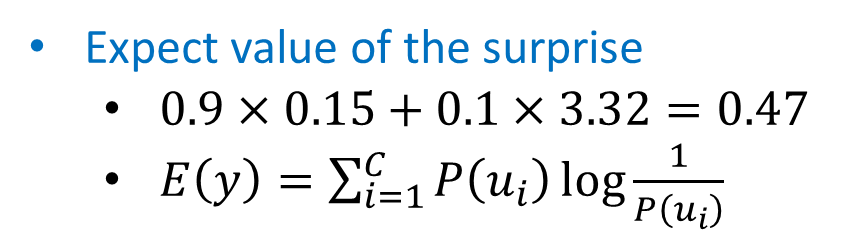 • Expect value of the surprise
• 0.9 × 0.15 + 0.1 × 3.32 = 0.47
• E(y) = ∑_{i=1}^{C} P(u_i) log \frac{1}{P(u_i)}